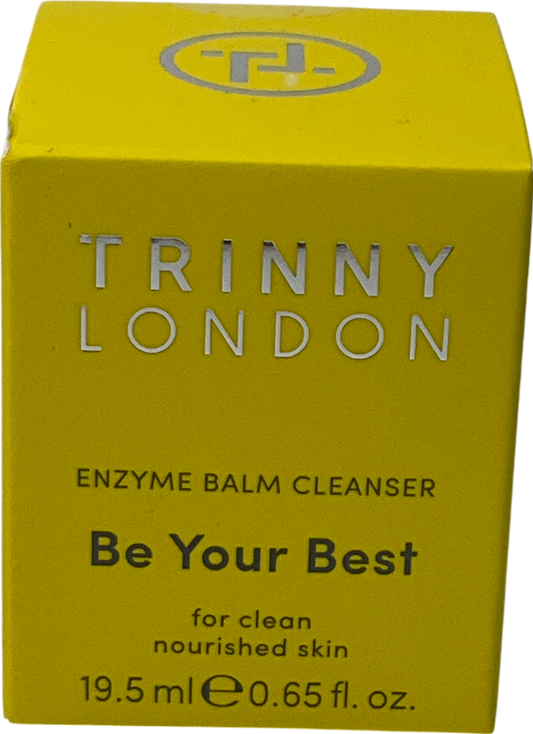 TL
TRINNY
LONDON
ENZYME BALM CLEANSER
Be Your Best
for clean
nourished skin
19.5 ml ℮ 0.65 fl. oz.